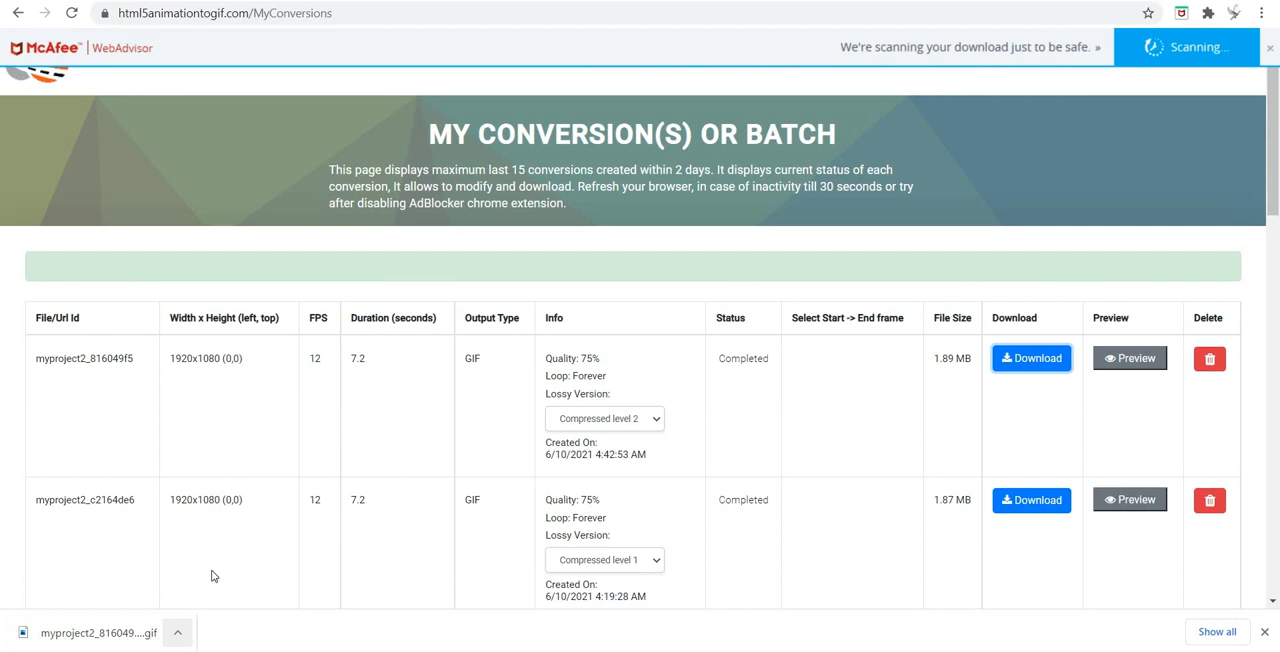 html5animationtogif.com/MyConversions
McAfee™ | WebAdvisor
We're scanning your download just to be safe. »
Scanning...
MY CONVERSION(S) OR BATCH
This page displays maximum last 15 conversions created within 2 days. It displays current status of each
conversion, It allows to modify and download. Refresh your browser, in case of inactivity till 30 seconds or try
after disabling AdBlocker chrome extension.
File/Url Id Width x Height (left, top) FPS Duration (seconds) Output Type Info Status Select Start -> End frame File Size Download Preview Delete
myproject2_816049f5 1920x1080 (0,0) 12 7.2 GIF Quality: 75% Completed 1.89 MB Download Preview
Loop: Forever
Lossy Version:
Compressed level 2
Created On:
6/10/2021 4:42:53 AM
myproject2_c2164de6 1920x1080 (0,0) 12 7.2 GIF Quality: 75% Completed 1.87 MB Download Preview
Loop: Forever
Lossy Version:
Compressed level 1
Created On:
6/10/2021 4:19:28 AM
myproject2_816049....gif
Show all